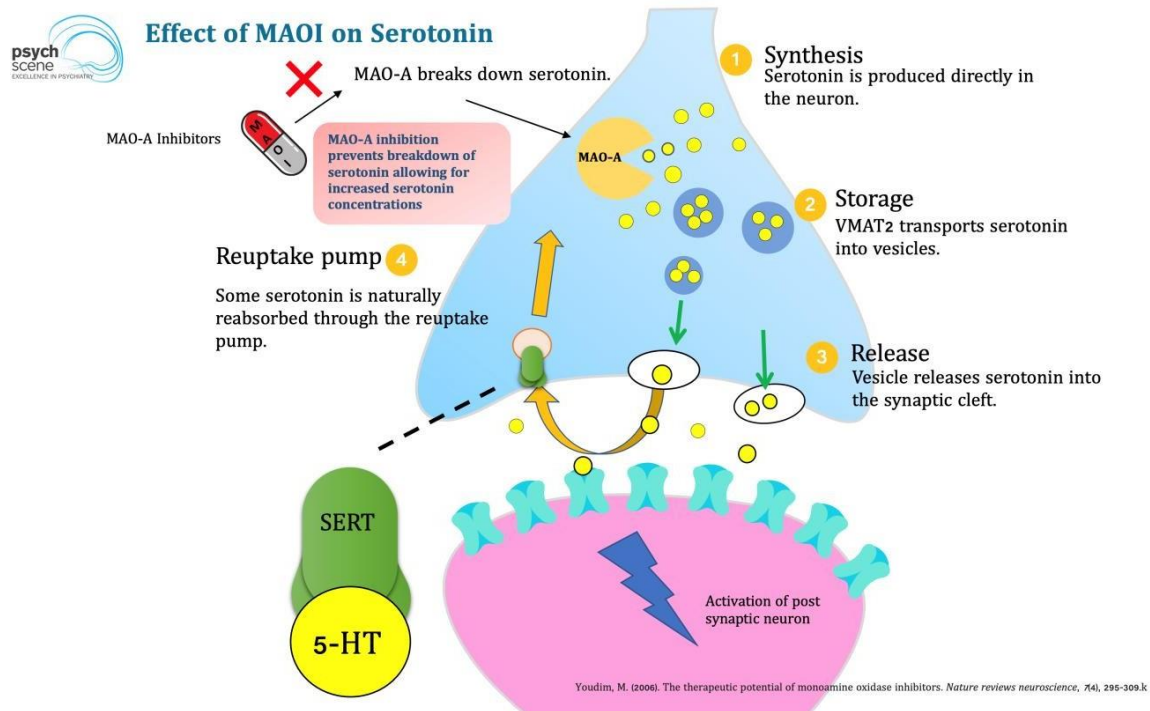 psych
scene
EXCELLENCE IN PSYCHIATRY
Effect of MAOI on Serotonin
MAO-A breaks down serotonin.
MAO-A Inhibitors
MAOI
MAO-A inhibition
prevents breakdown of
serotonin allowing for
increased serotonin
concentrations
MAO-A
1 Synthesis
Serotonin is produced directly in
the neuron.
2 Storage
VMAT2 transports serotonin
into vesicles.
3 Release
Vesicle releases serotonin into
the synaptic cleft.
Reuptake pump 4
Some serotonin is naturally
reabsorbed through the reuptake
pump.
SERT
5-HT
Activation of post
synaptic neuron
Youdim, M. (2006). The therapeutic potential of monoamine oxidase inhibitors. Nature reviews neuroscience, 7(4), 295-309.k